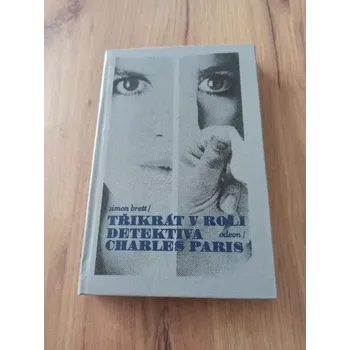 simon brett/
TŘIKRÁT V ROLI
DETEKTIVA odeon/
CHARLES PARIS